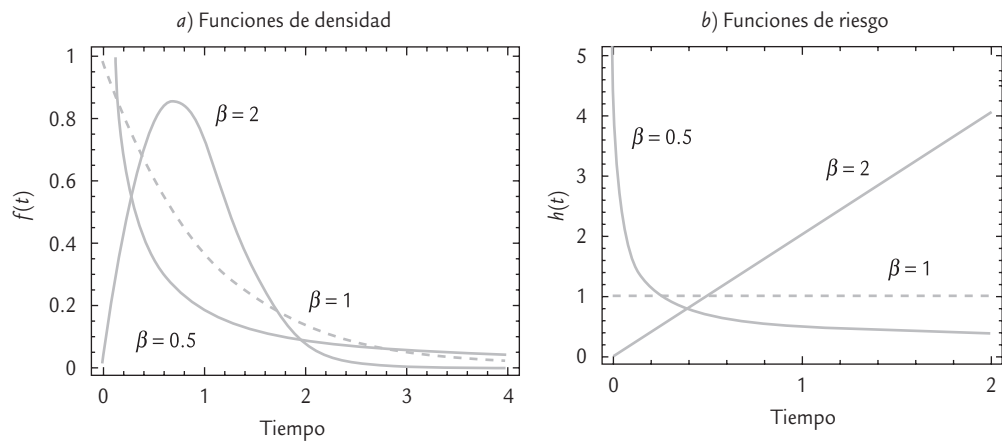 a) Funciones de densidad
1
0.8
0.6
0.4
0.2
0
f(t)
β = 2
β = 1
β = 0.5
0 1 2 3 4
Tiempo
b) Funciones de riesgo
5
4
3
2
1
0
h(t)
β = 0.5
β = 2
β = 1
0 1 2
Tiempo